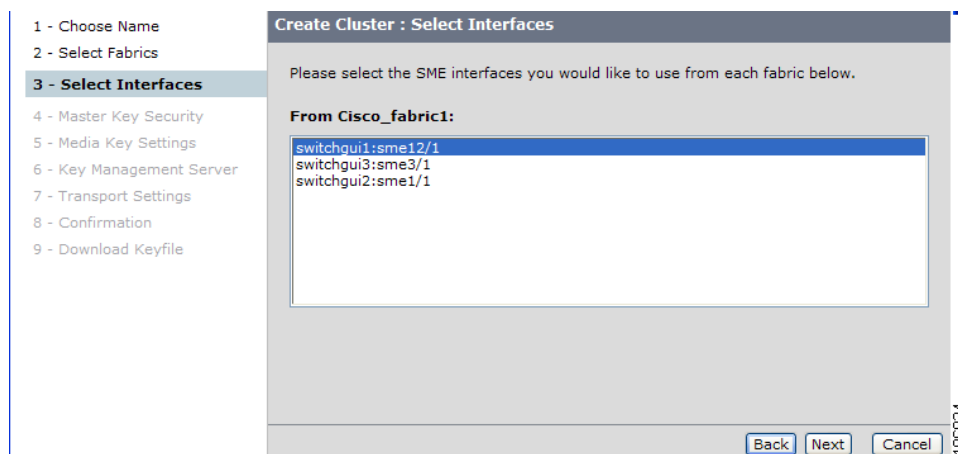 1 - Choose Name
2 - Select Fabrics
3 - Select Interfaces
4 - Master Key Security
5 - Media Key Settings
6 - Key Management Server
7 - Transport Settings
8 - Confirmation
9 - Download Keyfile
Create Cluster : Select Interfaces
Please select the SME interfaces you would like to use from each fabric below.
From Cisco_fabric1:
switchgui1:sme12/1
switchgui3:sme3/1
switchgui2:sme1/1
Back Next Cancel